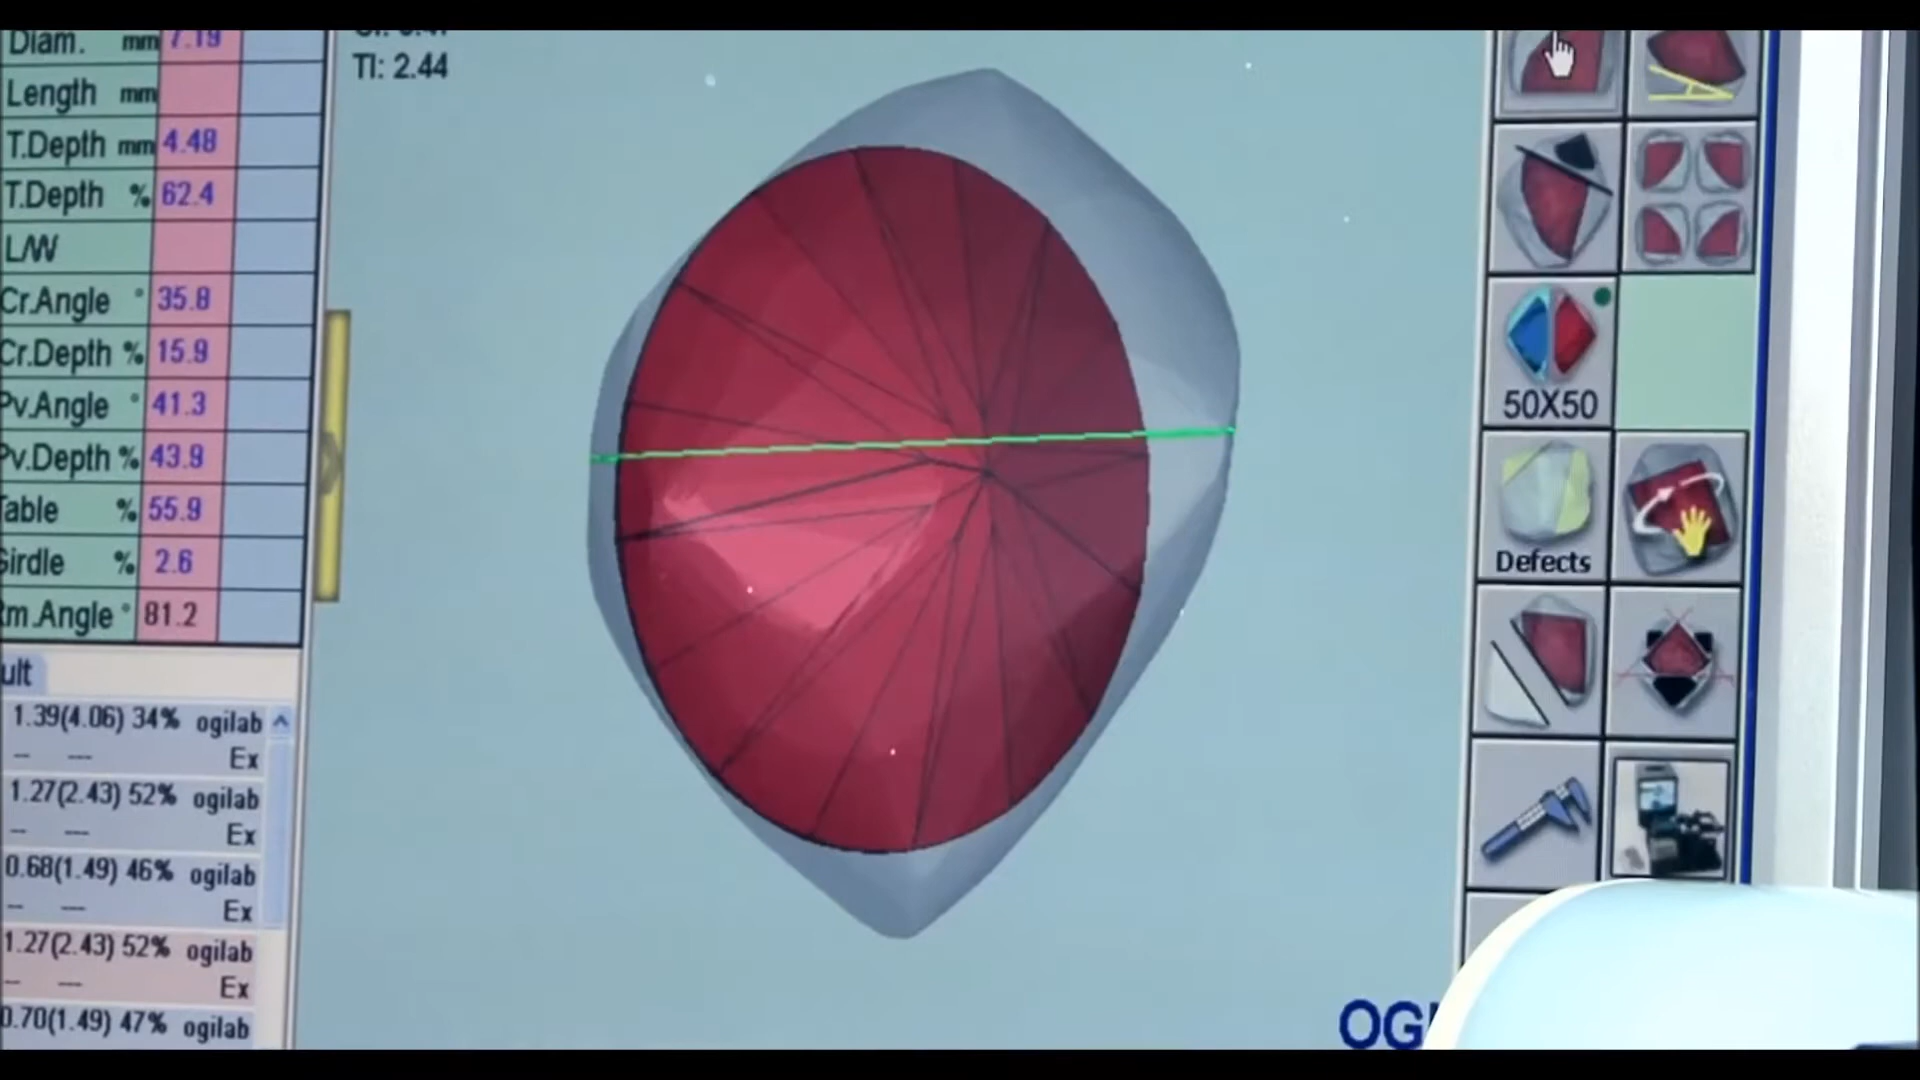 Diam. mm 7.19
Length mm
T.Depth mm 4.48
T.Depth % 62.4
L/W
Cr.Angle ° 35.8
Cr.Depth % 15.9
Pv.Angle ° 41.3
Pv.Depth % 43.9
Table % 55.9
Girdle % 2.6
Rm.Angle ° 81.2
ult
1.39(4.06) 34% ogilab
-- --- Ex
1.27(2.43) 52% ogilab
-- --- Ex
0.68(1.49) 46% ogilab
-- --- Ex
1.27(2.43) 52% ogilab
-- --- Ex
0.70(1.49) 47% ogilab
TI: 2.44
50X50
Defects
OGI